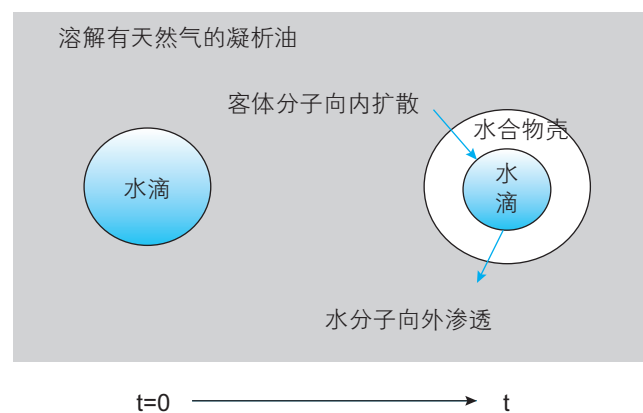 溶解有天然气的凝析油
客体分子向内扩散
水合物壳
水滴
水
滴
水分子向外渗透
t=0
t